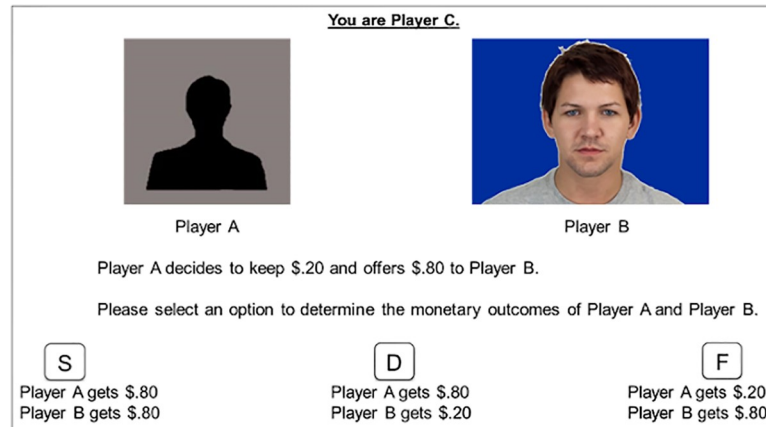 You are Player C.
Player A
Player B
Player A decides to keep $.20 and offers $.80 to Player B.
Please select an option to determine the monetary outcomes of Player A and Player B.
S
Player A gets $.80
Player B gets $.80
D
Player A gets $.80
Player B gets $.20
F
Player A gets $.20
Player B gets $.80